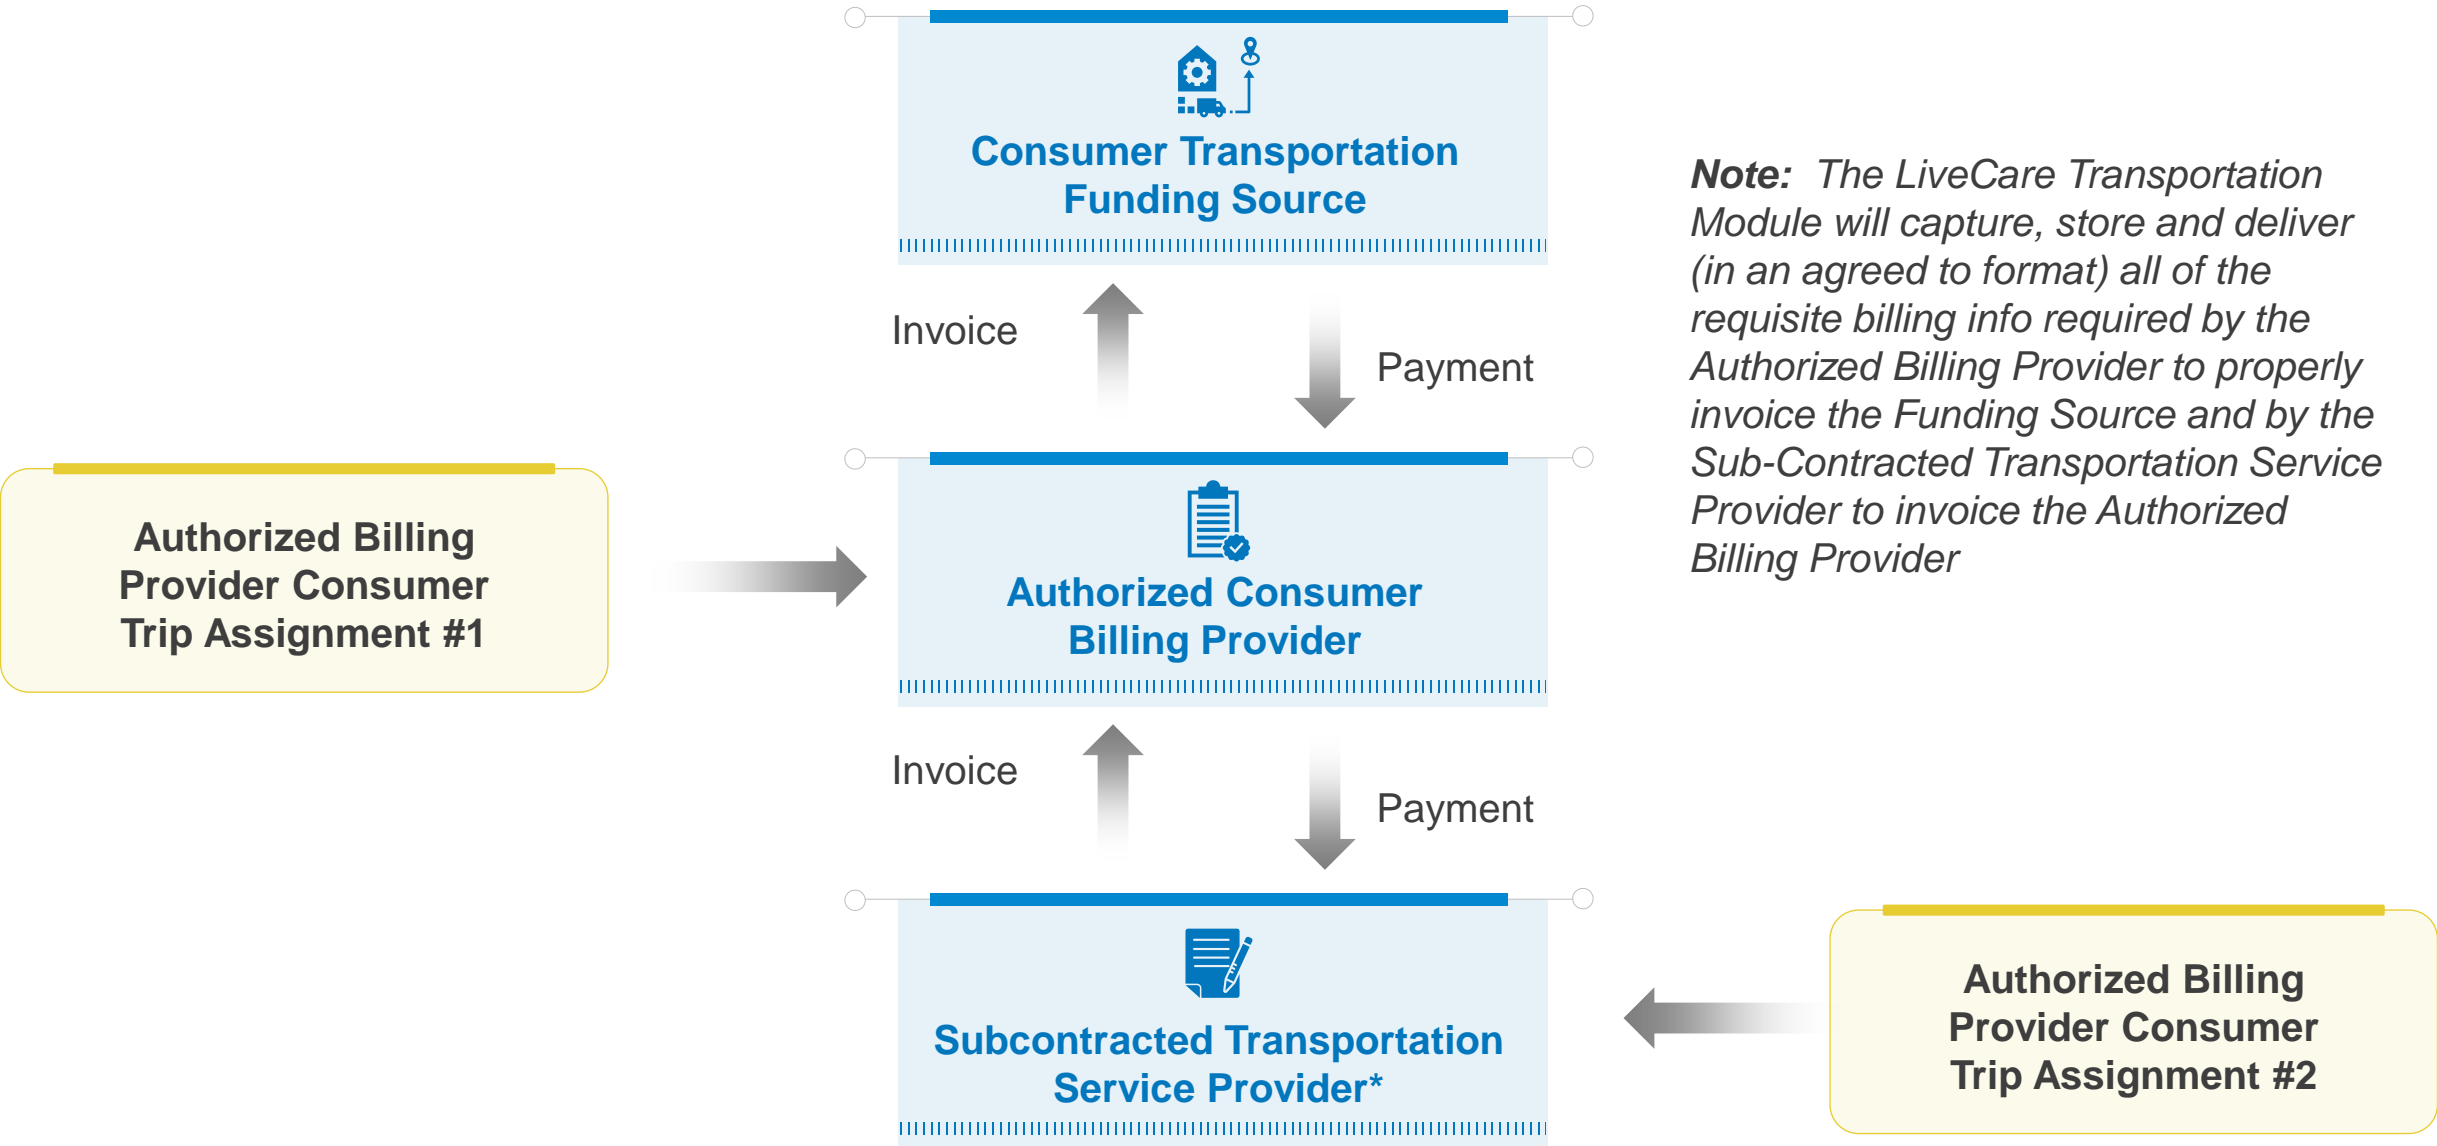 Consumer Transportation
Funding Source
Note:  The LiveCare Transportation
Module will capture, store and deliver
(in an agreed to format) all of the
requisite billing info required by the
Authorized Billing Provider to properly
invoice the Funding Source and by the
Sub-Contracted Transportation Service
Provider to invoice the Authorized
Billing Provider
Invoice
Payment
Authorized Billing
Provider Consumer
Trip Assignment #1
Authorized Consumer
Billing Provider
Invoice
Payment
Subcontracted Transportation
Service Provider*
Authorized Billing
Provider Consumer
Trip Assignment #2